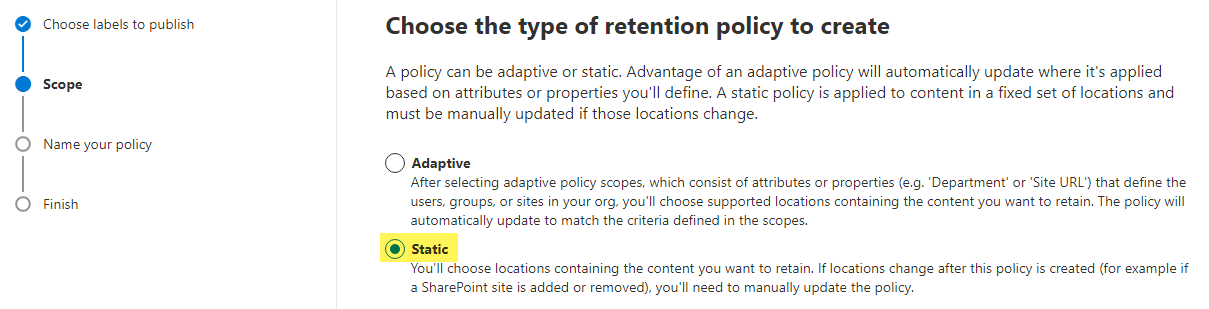 Choose labels to publish
Scope
Name your policy
Finish
Choose the type of retention policy to create
A policy can be adaptive or static. Advantage of an adaptive policy will automatically update where it's applied
based on attributes or properties you'll define. A static policy is applied to content in a fixed set of locations and
must be manually updated if those locations change.
Adaptive
After selecting adaptive policy scopes, which consist of attributes or properties (e.g. 'Department' or 'Site URL') that define the
users, groups, or sites in your org, you'll choose supported locations containing the content you want to retain. The policy will
automatically update to match the criteria defined in the scopes.
Static
You'll choose locations containing the content you want to retain. If locations change after this policy is created (for example if
a SharePoint site is added or removed), you'll need to manually update the policy.